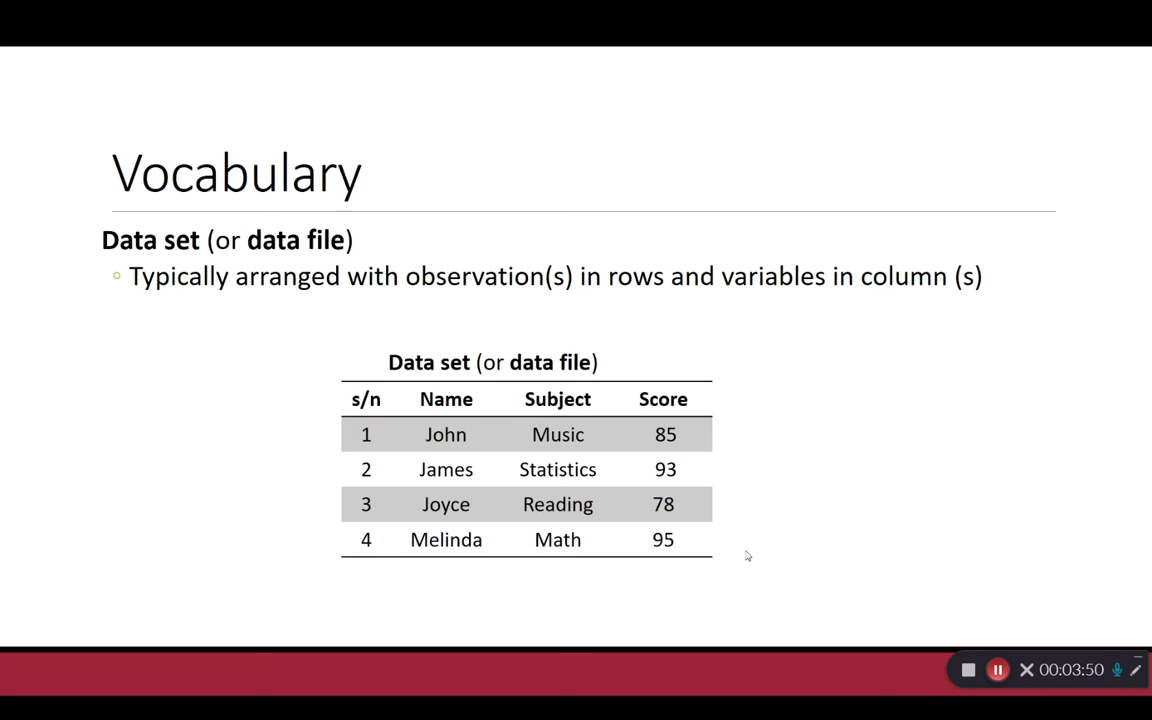 Vocabulary
Data set (or data file)
◦ Typically arranged with observation(s) in rows and variables in column (s)
Data set (or data file)
s/n Name Subject Score
1 John Music 85
2 James Statistics 93
3 Joyce Reading 78
4 Melinda Math 95
00:03:50